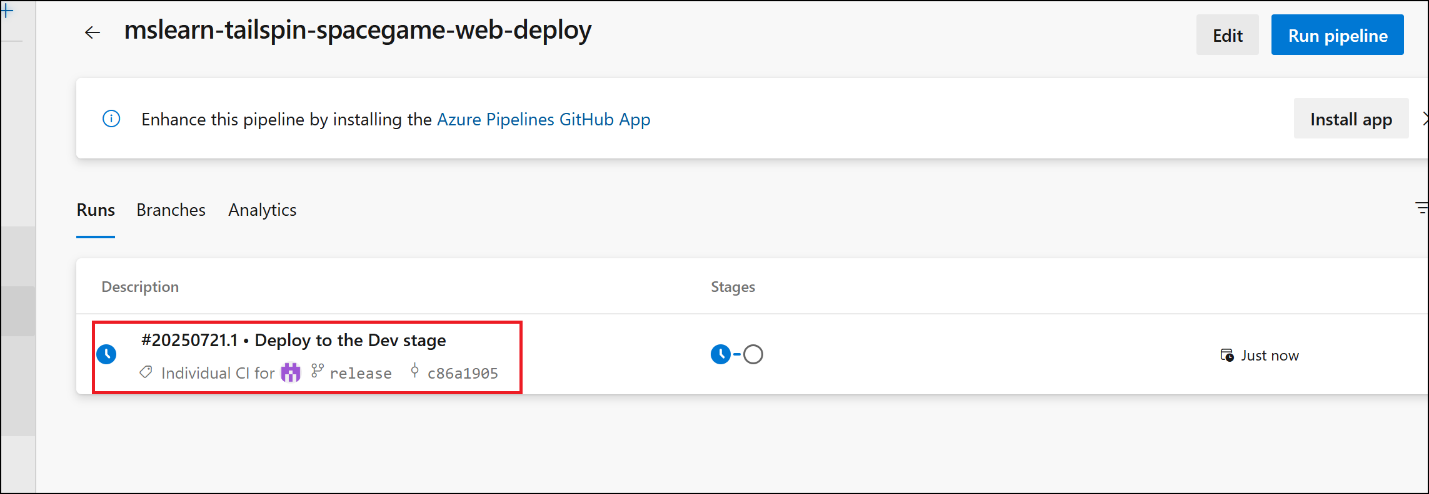 mslearn-tailspin-spacegame-web-deploy
Edit
Run pipeline
Enhance this pipeline by installing the Azure Pipelines GitHub App
Install app
Runs Branches Analytics
Description Stages
#20250721.1 • Deploy to the Dev stage
Individual CI for release c86a1905
Just now